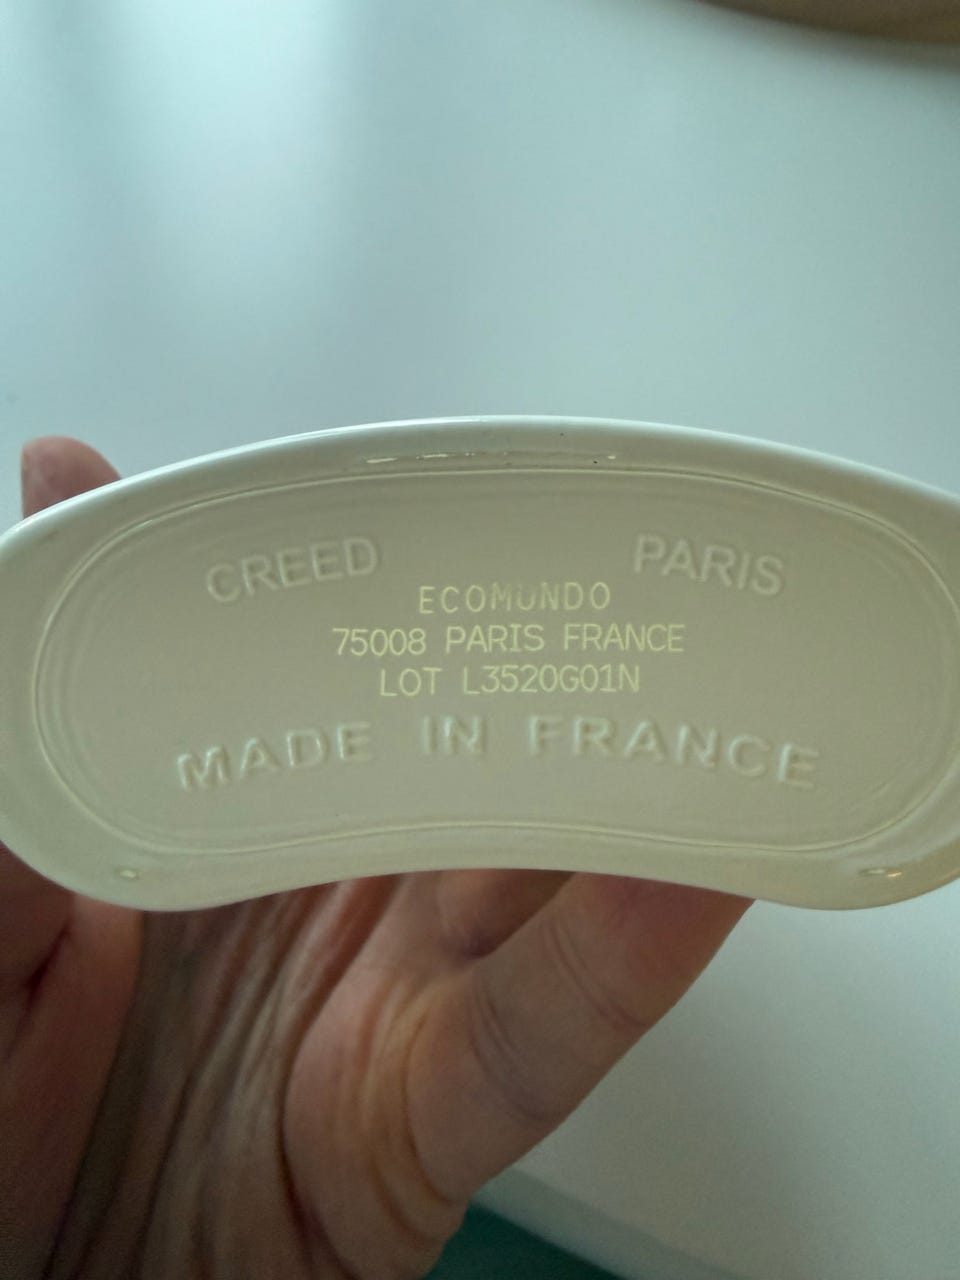 CREED PARIS
ECOMUNDO
75008 PARIS FRANCE
LOT L3520G01N
MADE IN FRANCE